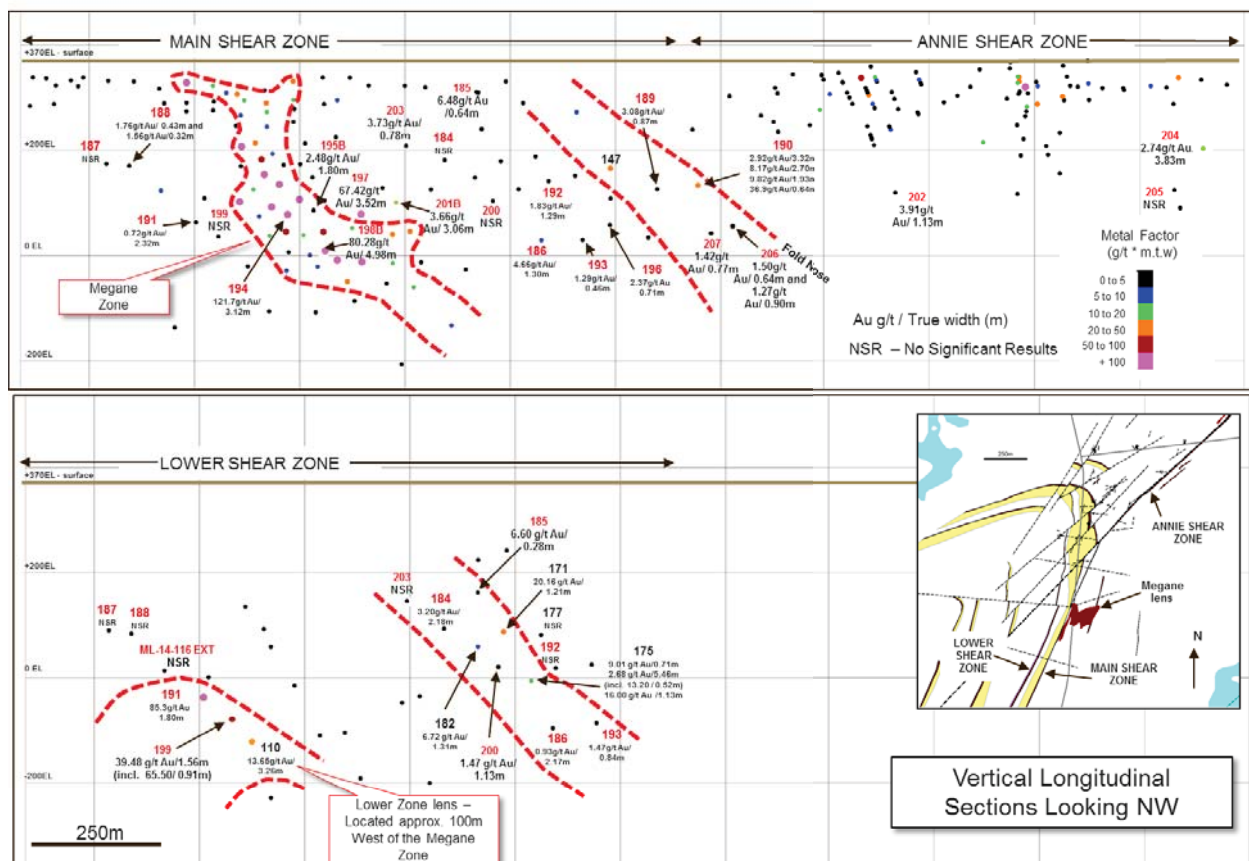 MAIN SHEAR ZONE
ANNIE SHEAR ZONE
+370EL - surface
185
6.48g/t Au
/0.64m
188
1.76g/t Au/ 0.43m and
1.56g/t Au/0.32m
203
3.73g/t Au/
0.78m
189
3.08g/t Au/
0.87m
187
NSR
+200EL
184
NSR
195B
2.48g/t Au/
1.80m
190
2.92g/t Au/3.32m
8.17g/t Au/2.70m
9.82g/t Au/1.93m
36.9g/t Au/0.64m
204
2.74g/t Au
3.83m
147
197
67.42g/t
Au/ 3.52m
192
1.83g/t Au/
1.29m
202
3.91g/t
Au/ 1.13m
205
NSR
201B
3.66g/t
Au/ 3.06m
200
NSR
191
0.72g/t Au/
2.32m
199
NSR
198B
80.28g/t
Au/ 4.98m
0 EL
186
4.66g/t Au/
1.30m
193
1.29g/t Au/
0.46m
196
2.37g/t Au/
0.71m
207
1.42g/t
Au/ 0.77m
206
1.50g/t
Au/ 0.64m and
1.27g/t
Au/ 0.90m
Fold Nose
Megane
Zone
194
121.7g/t Au/
3.12m
Metal Factor
(g/t * m.t.w)
0 to 5
5 to 10
10 to 20
20 to 50
50 to 100
+ 100
Au g/t / True width (m)
NSR – No Significant Results
-200EL
LOWER SHEAR ZONE
+370EL - surface
185
6.60 g/t Au/
0.28m
+200EL
203
NSR
184
3.20g/t Au/
2.18m
171
20.16 g/t Au/
1.21m
187
NSR
188
NSR
177
NSR
192
NSR
175
9.01 g/t Au/0.71m
2.68 g/t Au/5.46m
(incl. 13.20 / 0.52m)
16.00 g/t Au /1.13m
ML-14-116 EXT
NSR
0 EL
191
85.3g/t Au
1.80m
182
6.72 g/t Au/
1.31m
199
39.48 g/t Au/1.56m
(incl. 65.50/ 0.91m)
110
13.65g/t Au/
3.26m
200
1.47 g/t Au/
1.13m
186
0.93g/t Au/
2.17m
193
1.47g/t Au/
0.84m
-200EL
Lower Zone lens –
Located approx. 100m
West of the Megane
Zone
250m
250m
ANNIE SHEAR
ZONE
Megane
lens
LOWER
SHEAR
ZONE
MAIN SHEAR
ZONE
N
Vertical Longitudinal
Sections Looking NW